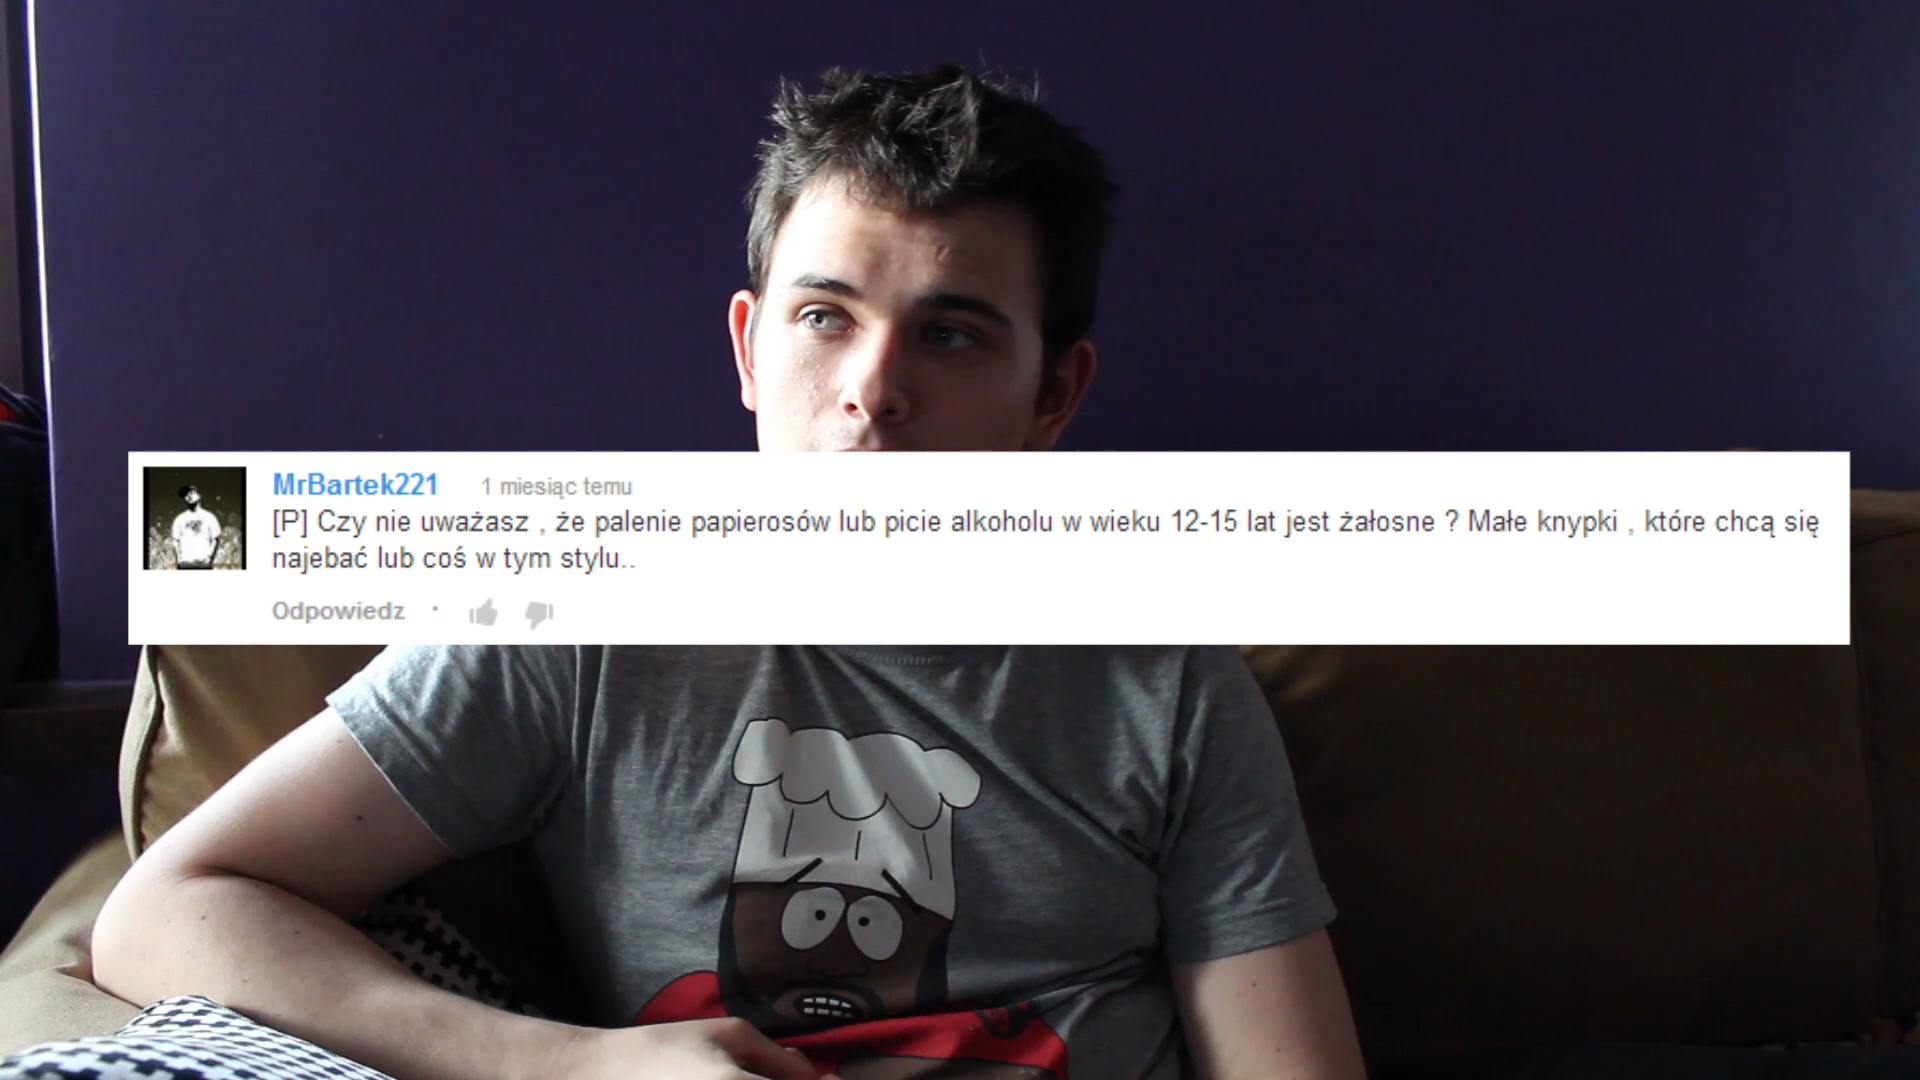 MrBartek221 1 miesiąc temu
[P] Czy nie uważasz , że palenie papierosów lub picie alkoholu w wieku 12-15 lat jest żałosne ? Małe knypki , które chcą się
najebać lub coś w tym stylu..
Odpowiedz